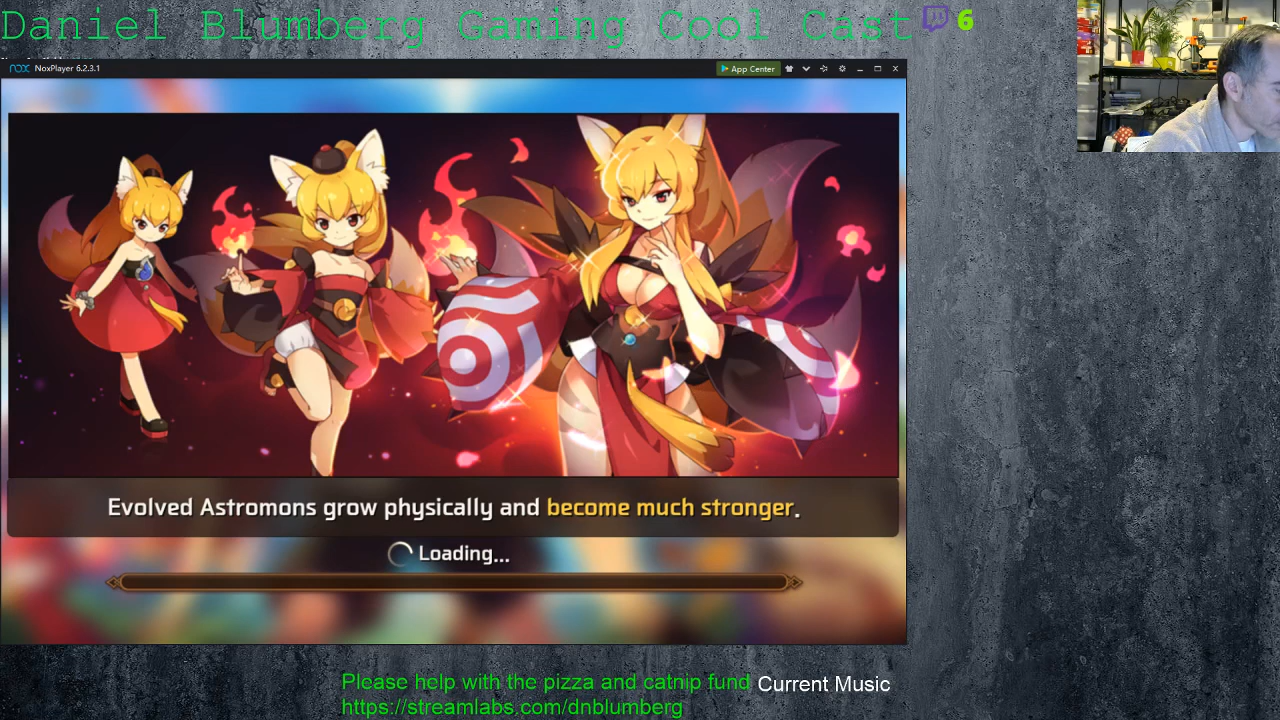 Daniel Blumberg Gaming Cool Cast 6
nox NoxPlayer 6.2.3.1 App Center
Evolved Astromons grow physically and become much stronger.
Loading...
Please help with the pizza and catnip fund Current Music
https://streamlabs.com/dnblumberg